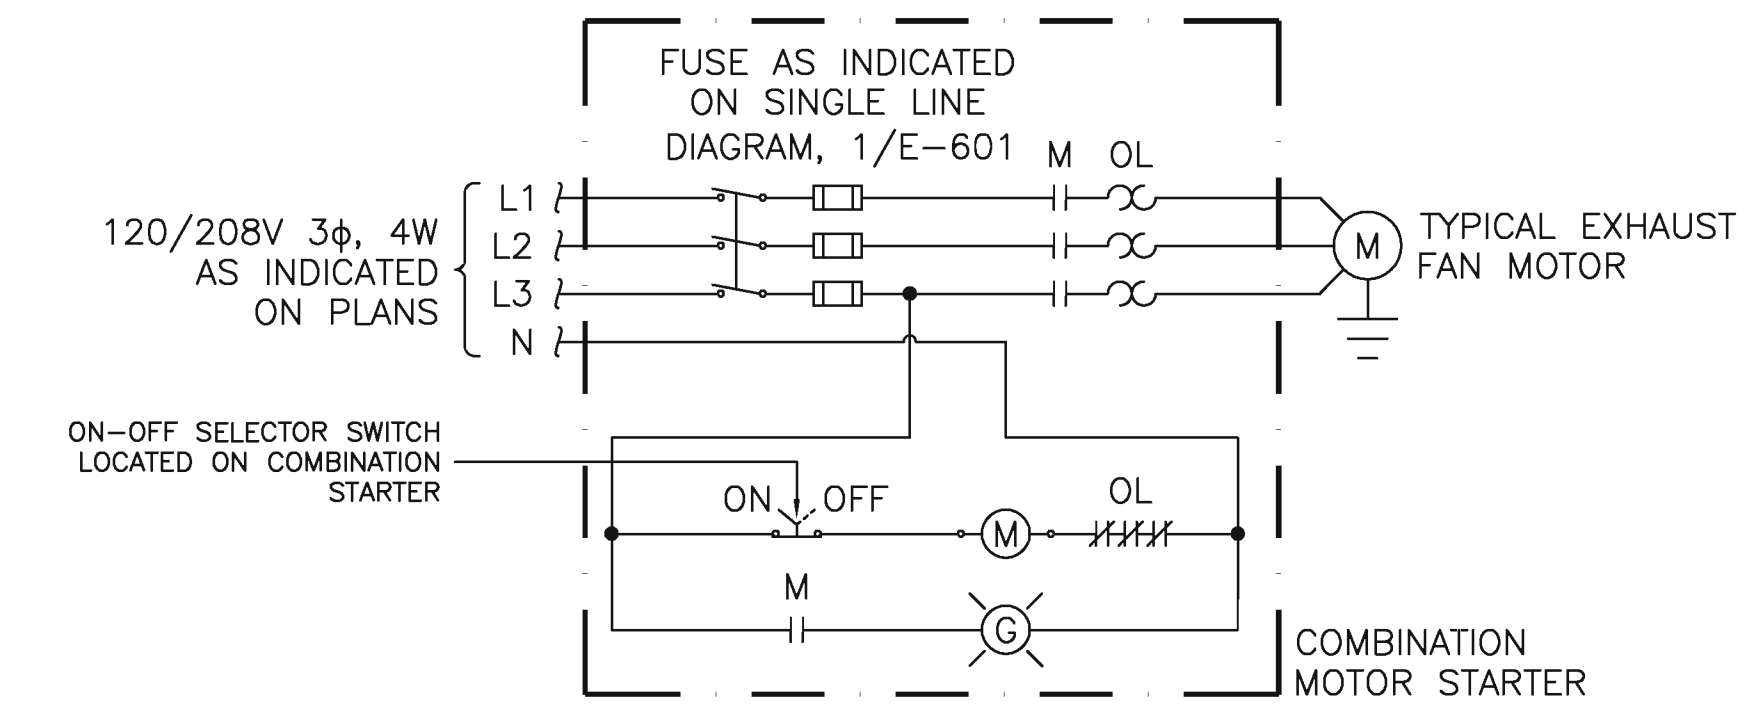 FUSE AS INDICATED
ON SINGLE LINE
DIAGRAM, 1/E-601
M
OL
L1
L2
L3
N
120/208V 3ϕ, 4W
AS INDICATED
ON PLANS
M
TYPICAL EXHAUST
FAN MOTOR
ON-OFF SELECTOR SWITCH
LOCATED ON COMBINATION
STARTER
ON
OFF
M
OL
M
G
COMBINATION
MOTOR STARTER